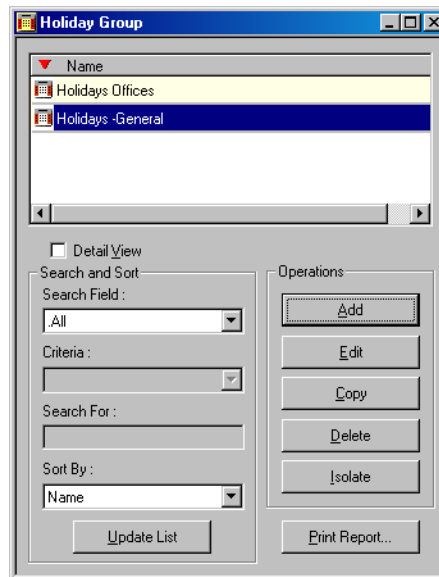 Holiday Group
Name
Holidays Offices
Holidays -General
Detail View
Search and Sort
Search Field :
.All
Criteria :
Search For :
Sort By :
Name
Update List
Operations
Add
Edit
Copy
Delete
Isolate
Print Report...